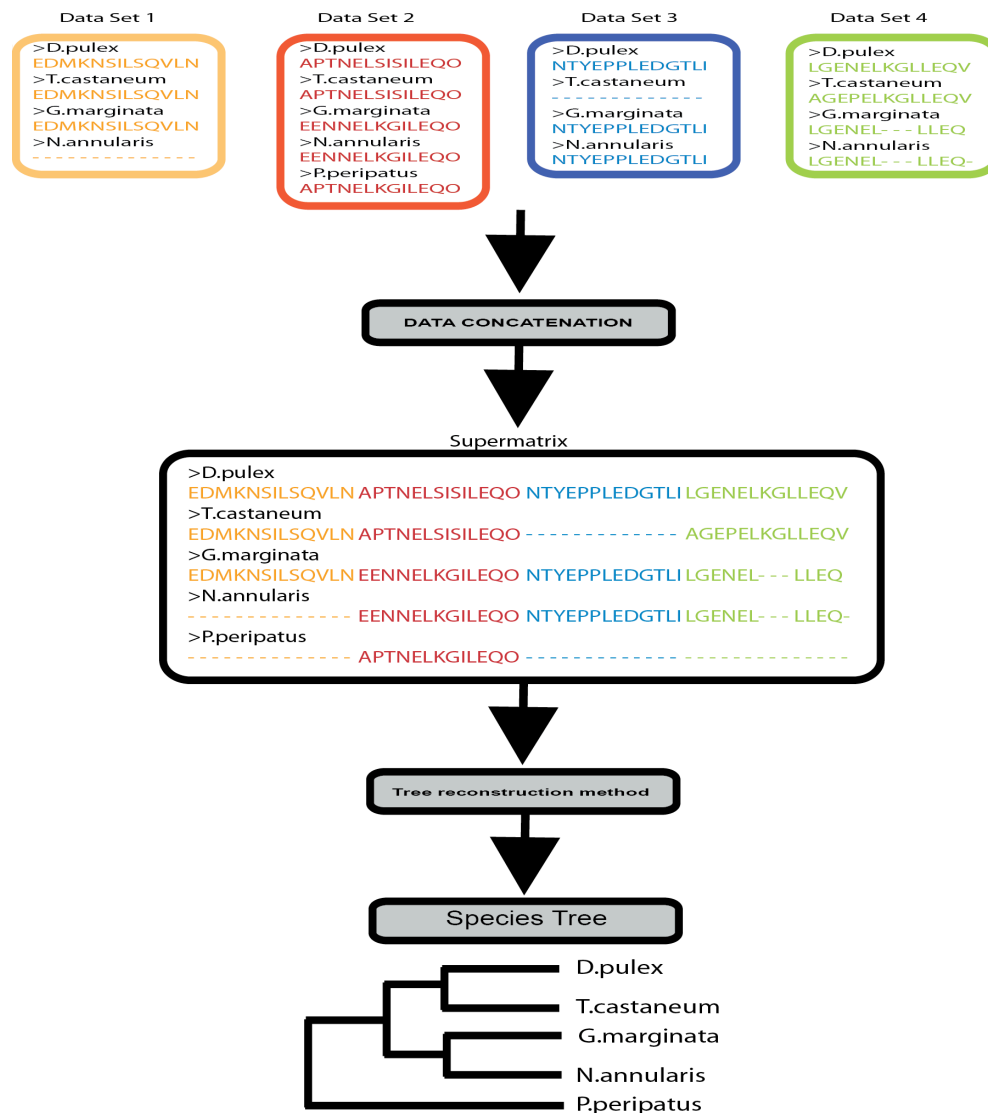 Data Set 1
>D.pulex
EDMKNSILSQVLN
>T.castaneum
EDMKNSILSQVLN
>G.marginata
EDMKNSILSQVLN
>N.annularis
- - - - - - - - - - - - - -
Data Set 2
>D.pulex
APTNELSISILEQO
>T.castaneum
APTNELSISILEQO
>G.marginata
EENNELKGILEQO
>N.annularis
EENNELKGILEQO
>P.peripatus
APTNELKGILEQO
Data Set 3
>D.pulex
NTYEPPLEDGTLI
>T.castaneum
- - - - - - - - - - - - -
>G.marginata
NTYEPPLEDGTLI
>N.annularis
NTYEPPLEDGTLI
Data Set 4
>D.pulex
LGENELKGLLEQV
>T.castaneum
AGEPELKGLLEQV
>G.marginata
LGENEL- - - LLEQ
>N.annularis
LGENEL- - - LLEQ-
DATA CONCATENATION
Supermatrix
>D.pulex
EDMKNSILSQVLN APTNELSISILEQO NTYEPPLEDGTLI LGENELKGLLEQV
>T.castaneum
EDMKNSILSQVLN APTNELSISILEQO - - - - - - - - - - - - - AGEPELKGLLEQV
>G.marginata
EDMKNSILSQVLN EENNELKGILEQO NTYEPPLEDGTLI LGENEL- - - LLEQ
>N.annularis
- - - - - - - - - - - - - - EENNELKGILEQO NTYEPPLEDGTLI LGENEL- - - LLEQ-
>P.peripatus
- - - - - - - - - - - - - - APTNELKGILEQO - - - - - - - - - - - - - - - - - - - - - - - - - - -
Tree reconstruction method
Species Tree
D.pulex
T.castaneum
G.marginata
N.annularis
P.peripatus